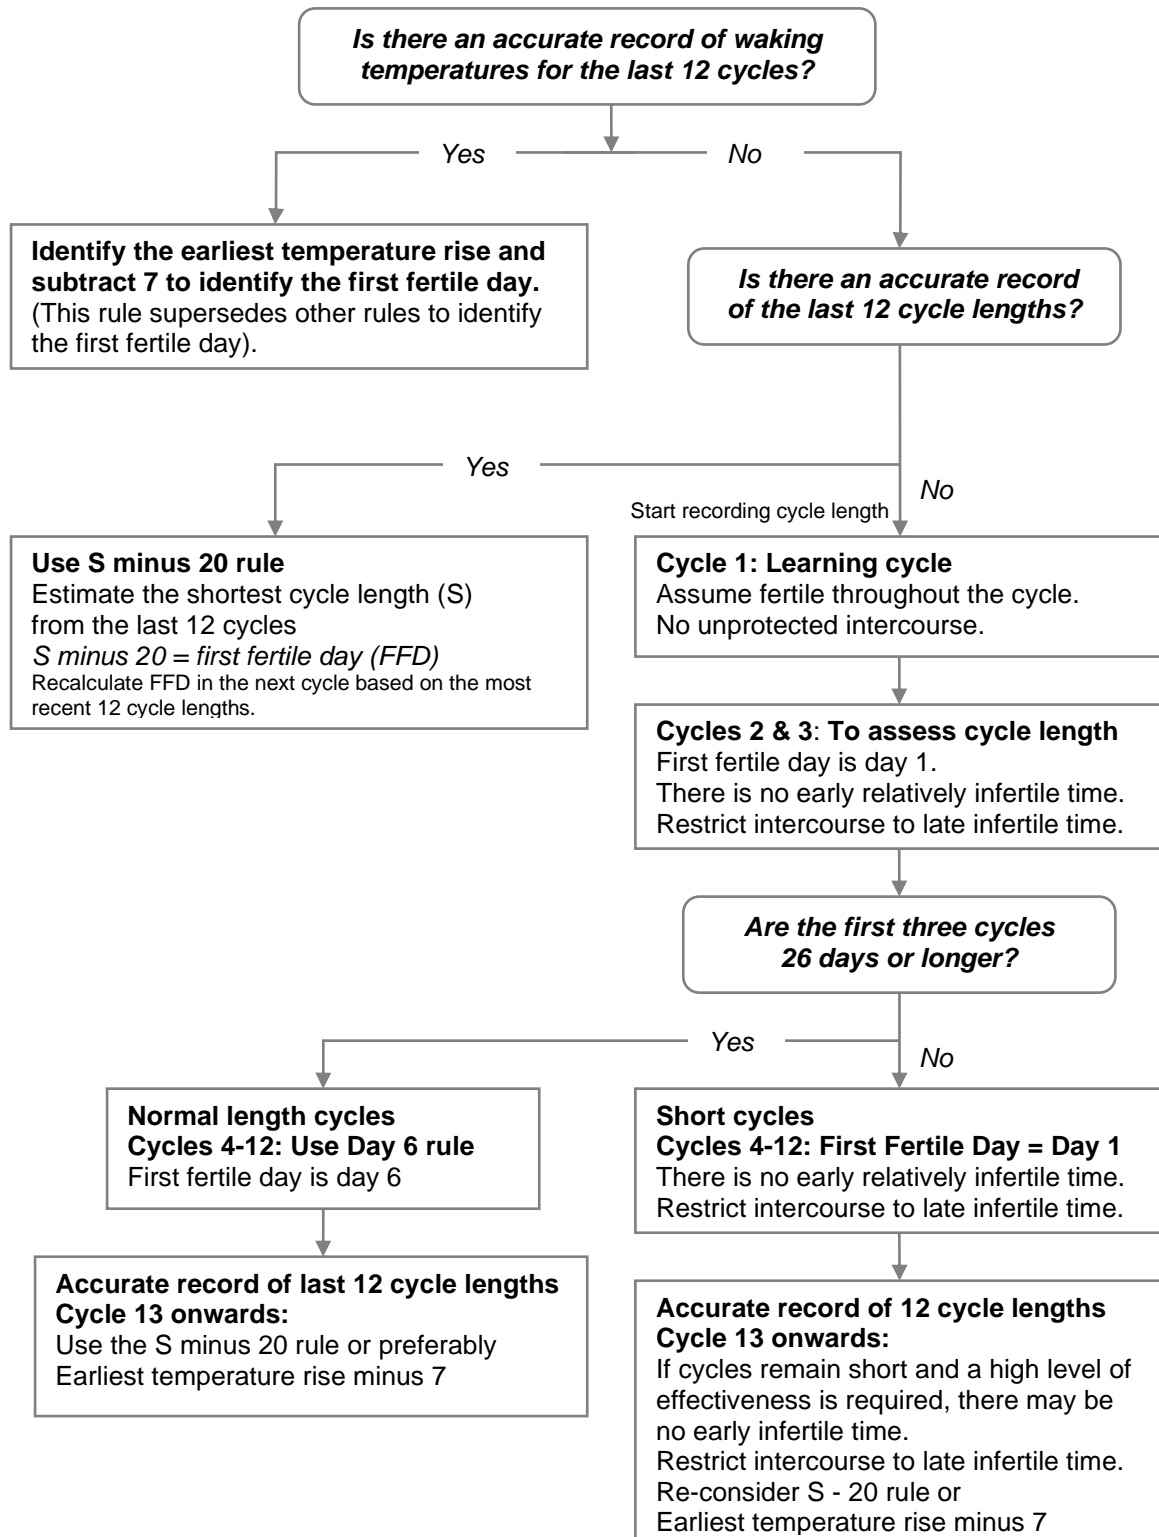 Is there an accurate record of waking
temperatures for the last 12 cycles?
Yes
No
Identify the earliest temperature rise and
subtract 7 to identify the first fertile day.
(This rule supersedes other rules to identify
the first fertile day).
Is there an accurate record
of the last 12 cycle lengths?
Yes
No
Start recording cycle length
Use S minus 20 rule
Estimate the shortest cycle length (S)
from the last 12 cycles
S minus 20 = first fertile day (FFD)
Recalculate FFD in the next cycle based on the most
recent 12 cycle lengths.
Cycle 1: Learning cycle
Assume fertile throughout the cycle.
No unprotected intercourse.
Cycles 2 & 3: To assess cycle length
First fertile day is day 1.
There is no early relatively infertile time.
Restrict intercourse to late infertile time.
Are the first three cycles
26 days or longer?
Yes
No
Normal length cycles
Cycles 4-12: Use Day 6 rule
First fertile day is day 6
Short cycles
Cycles 4-12: First Fertile Day = Day 1
There is no early relatively infertile time.
Restrict intercourse to late infertile time.
Accurate record of last 12 cycle lengths
Cycle 13 onwards:
Use the S minus 20 rule or preferably
Earliest temperature rise minus 7
Accurate record of 12 cycle lengths
Cycle 13 onwards:
If cycles remain short and a high level of
effectiveness is required, there may be
no early infertile time.
Restrict intercourse to late infertile time.
Re-consider S - 20 rule or
Earliest temperature rise minus 7